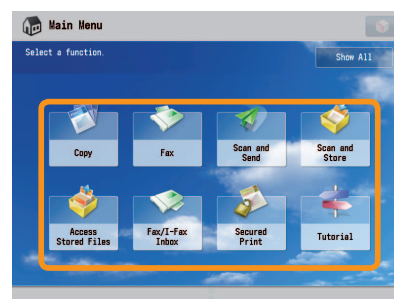 Main Menu
Select a function.
Show All
Copy
Fax
Scan and
Send
Scan and
Store
Access
Stored Files
Fax/I-Fax
Inbox
Secured
Print
Tutorial